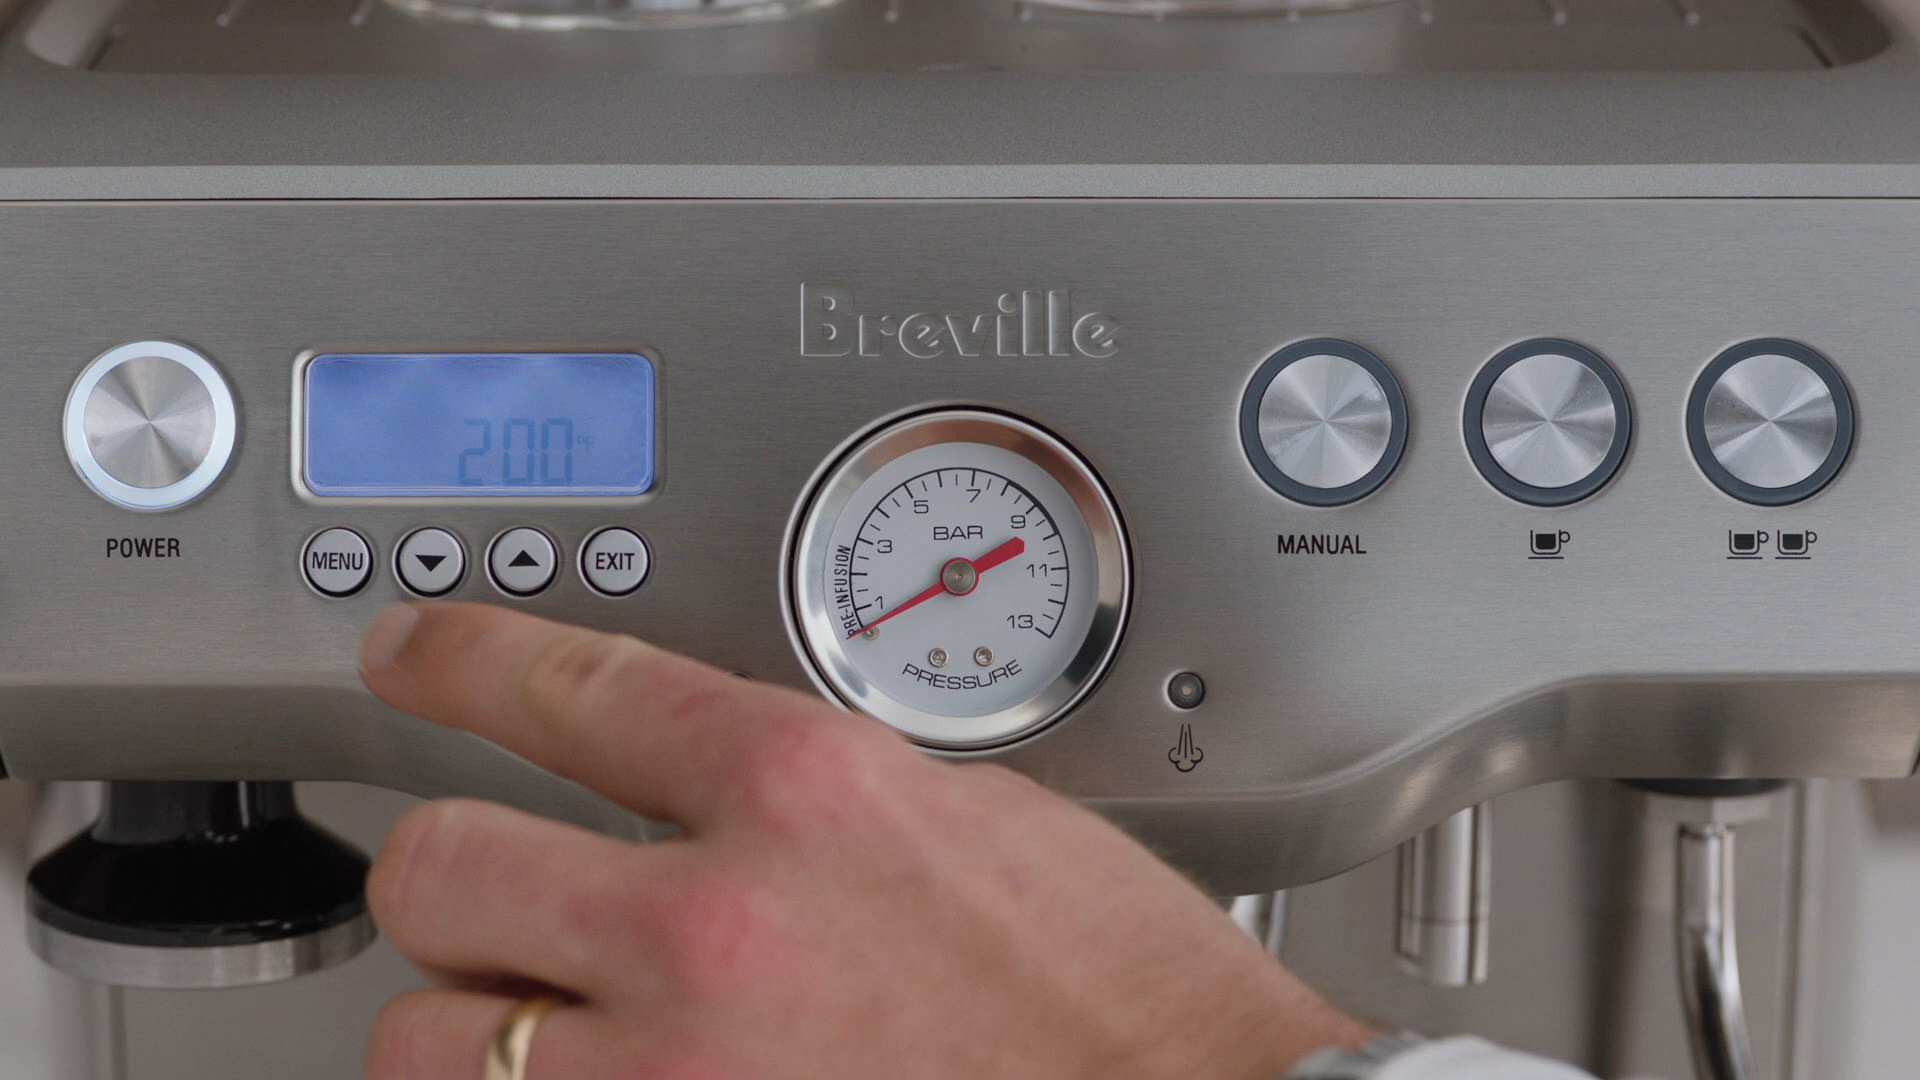 Breville
200°F
POWER
MENU
EXIT
1
3
5
7
9
11
13
BAR
PRE-INFUSION
PRESSURE
MANUAL